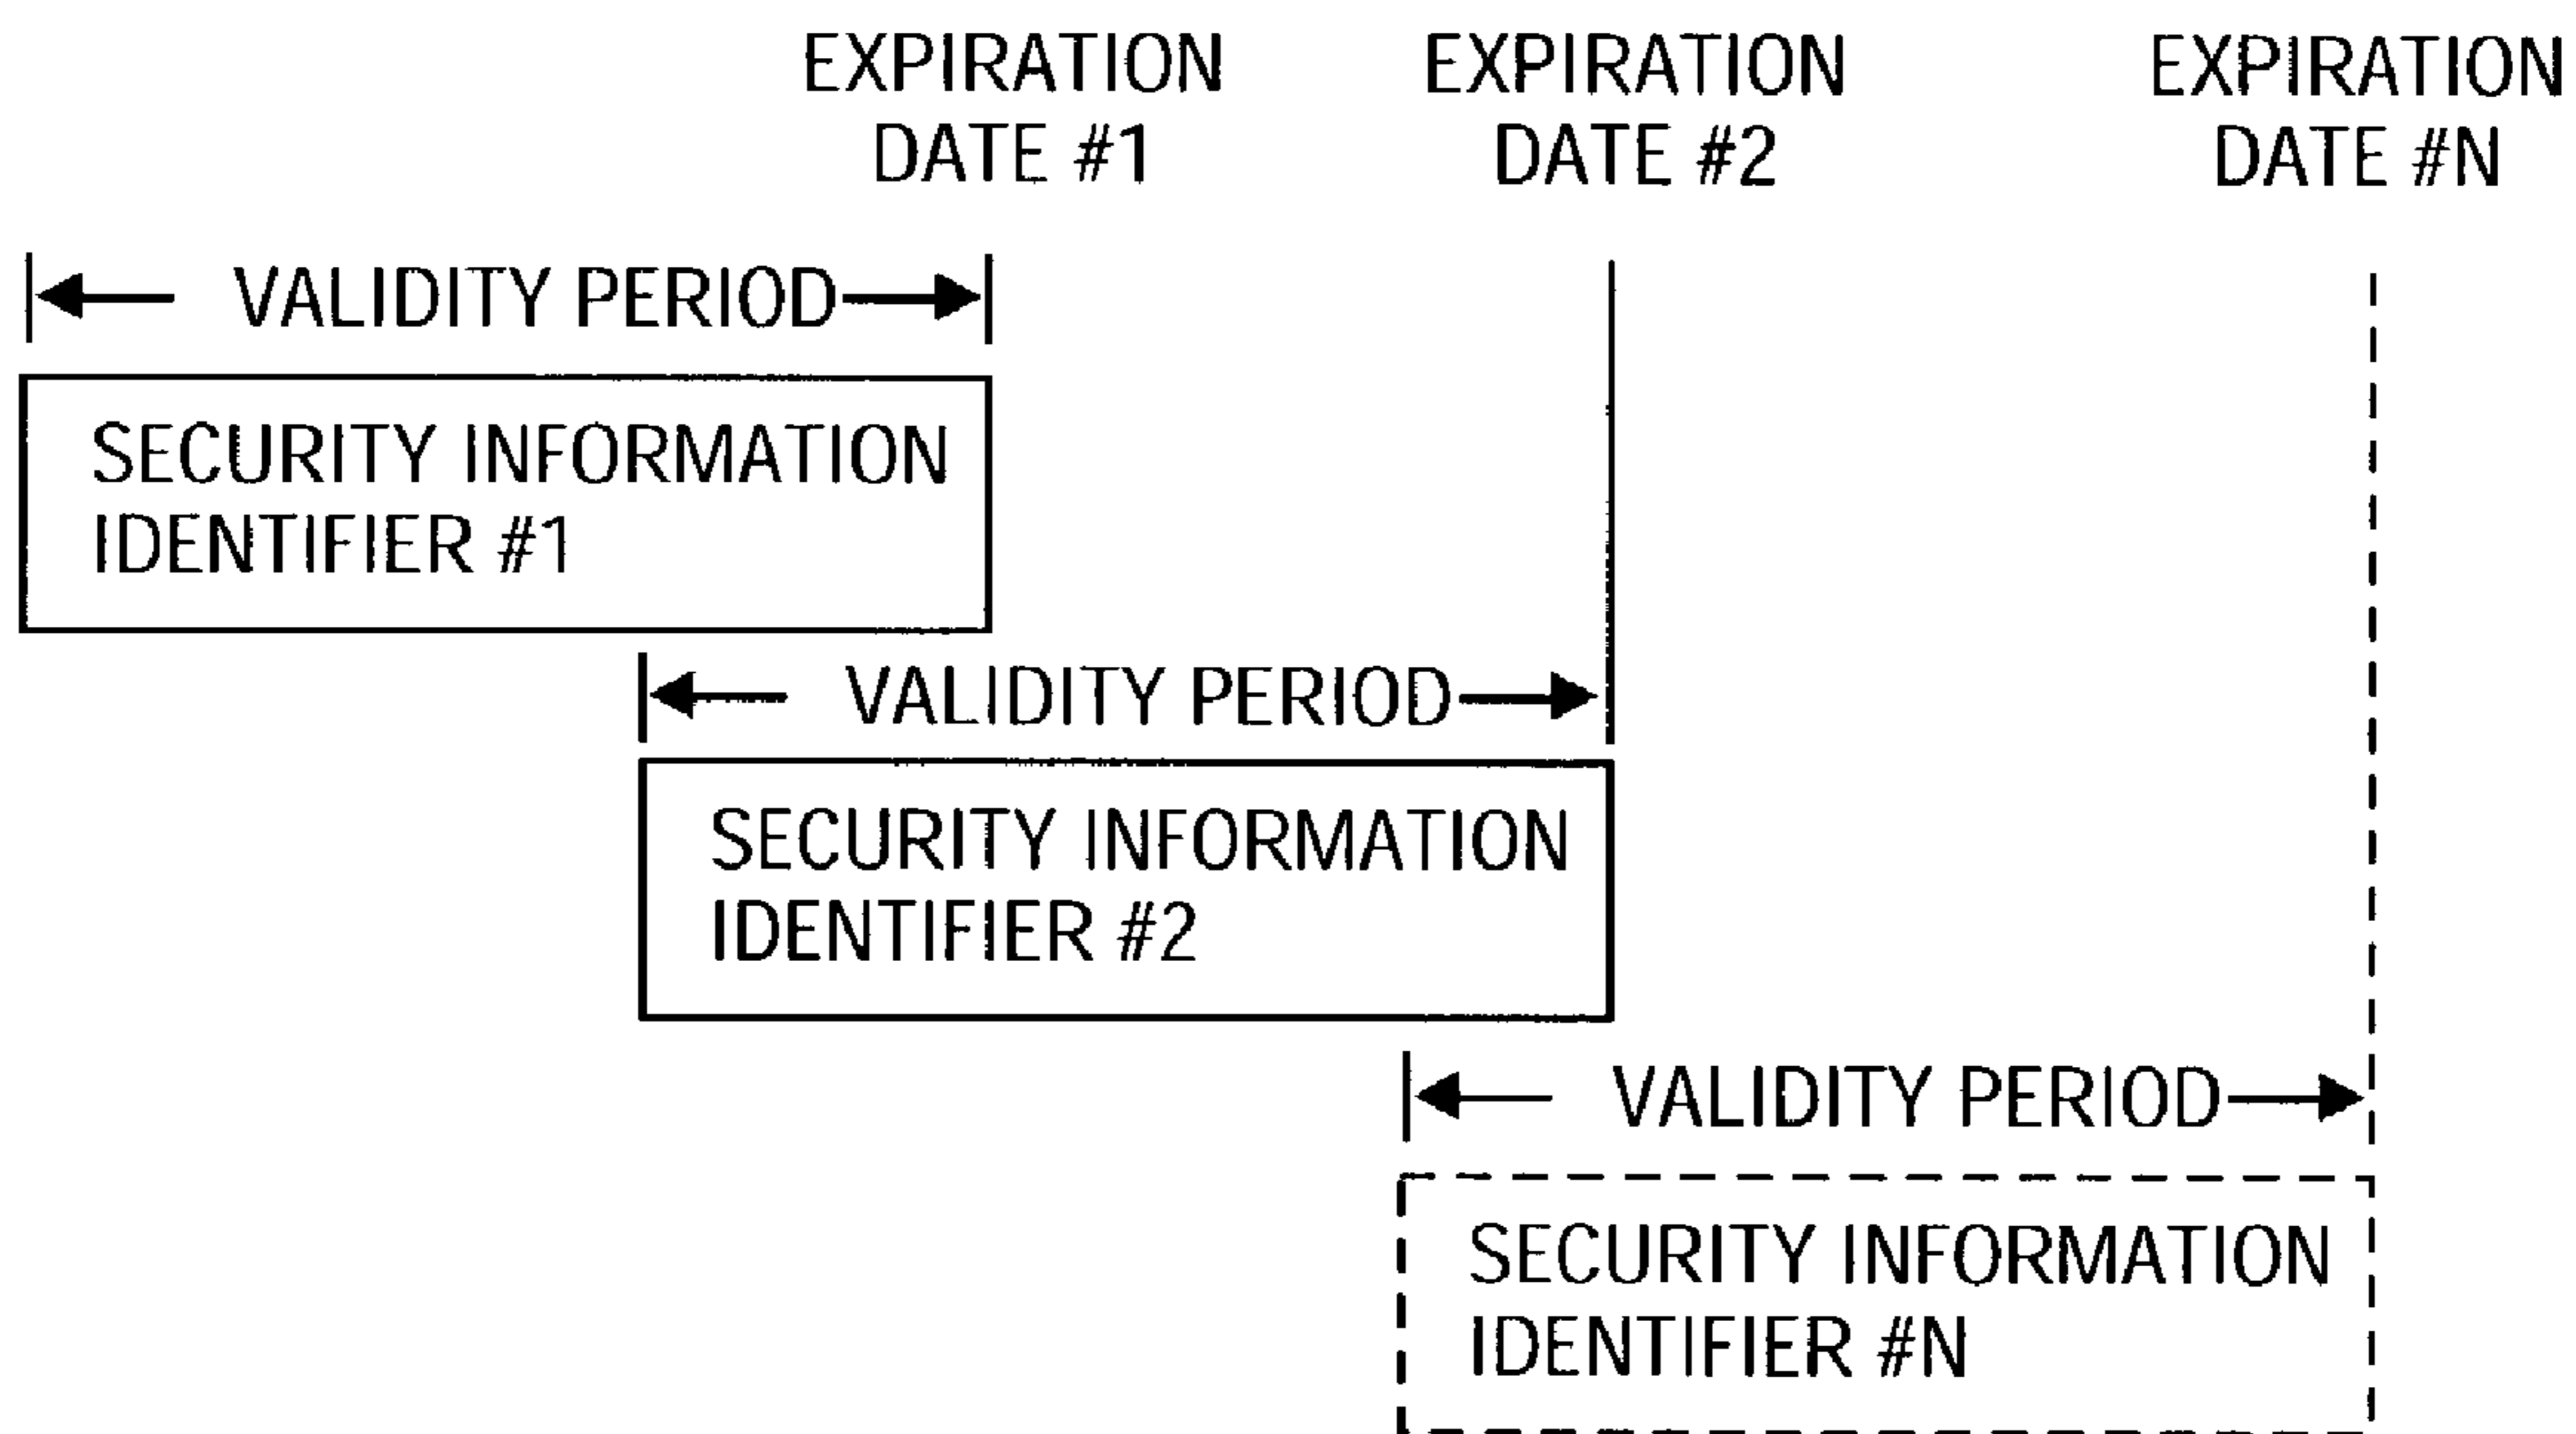 EXPIRATION
DATE #1
EXPIRATION
DATE #2
EXPIRATION
DATE #N
VALIDITY PERIOD
SECURITY INFORMATION
IDENTIFIER #1
VALIDITY PERIOD
SECURITY INFORMATION
IDENTIFIER #2
VALIDITY PERIOD
SECURITY INFORMATION
IDENTIFIER #N